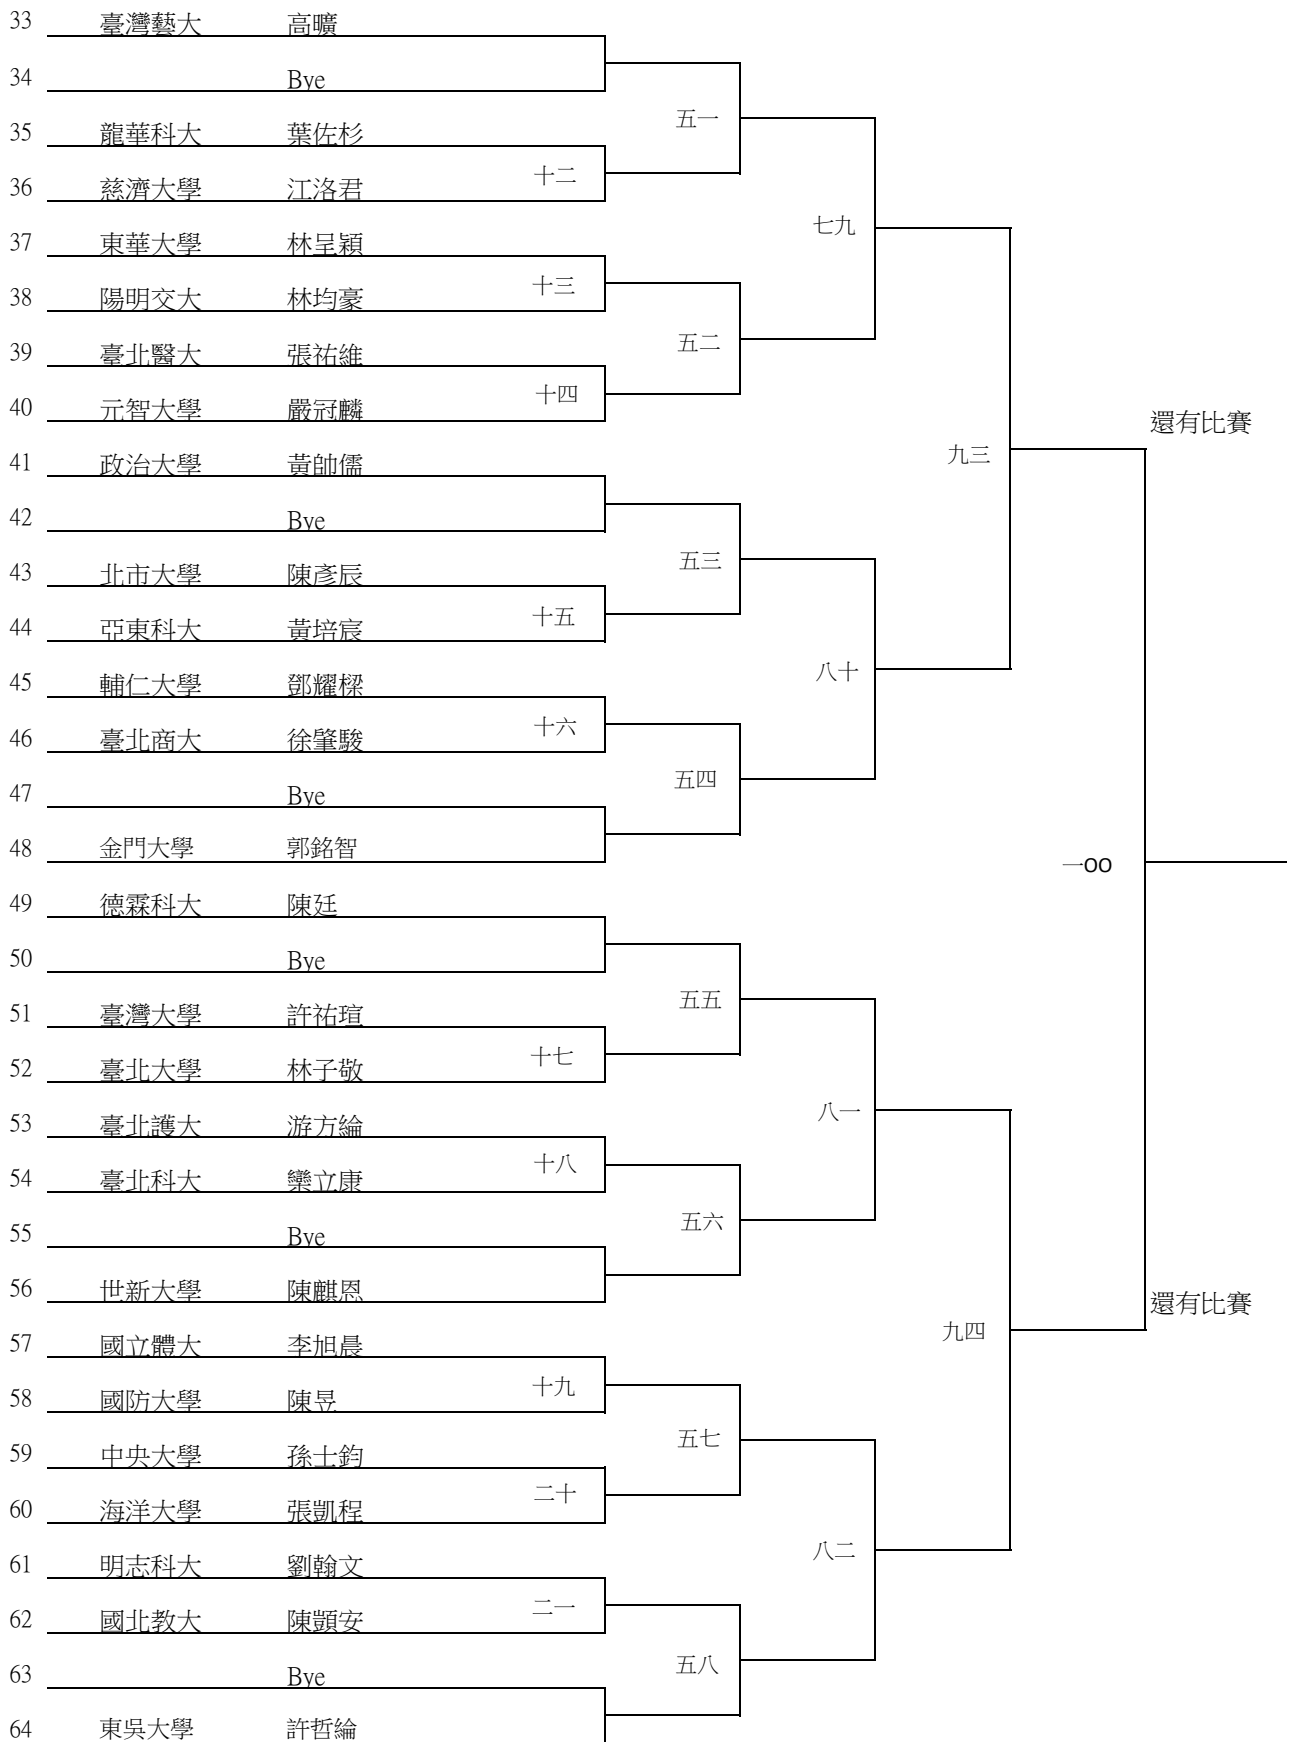 33 臺灣藝大 高曠
34 Bye
五一
35 龍華科大 葉佐杉
十二
36 慈濟大學 江洛君
七九
37 東華大學 林呈穎
十三
38 陽明交大 林均豪
五二
39 臺北醫大 張祐維
十四
40 元智大學 嚴冠麟
還有比賽
九三
41 政治大學 黃帥儒
42 Bye
五三
43 北市大學 陳彥辰
十五
44 亞東科大 黃培宸
八十
45 輔仁大學 鄧耀樑
十六
46 臺北商大 徐肇駿
五四
47 Bye
48 金門大學 郭銘智
一00
49 德霖科大 陳廷
50 Bye
五五
51 臺灣大學 許祐瑄
十七
52 臺北大學 林子敬
八一
53 臺北護大 游方綸
十八
54 臺北科大 欒立康
五六
55 Bye
56 世新大學 陳麒恩
還有比賽
九四
57 國立體大 李旭晨
十九
58 國防大學 陳昱
五七
59 中央大學 孫士鈞
二十
60 海洋大學 張凱程
八二
61 明志科大 劉翰文
二一
62 國北教大 陳顗安
五八
63 Bye
64 東吳大學 許哲綸